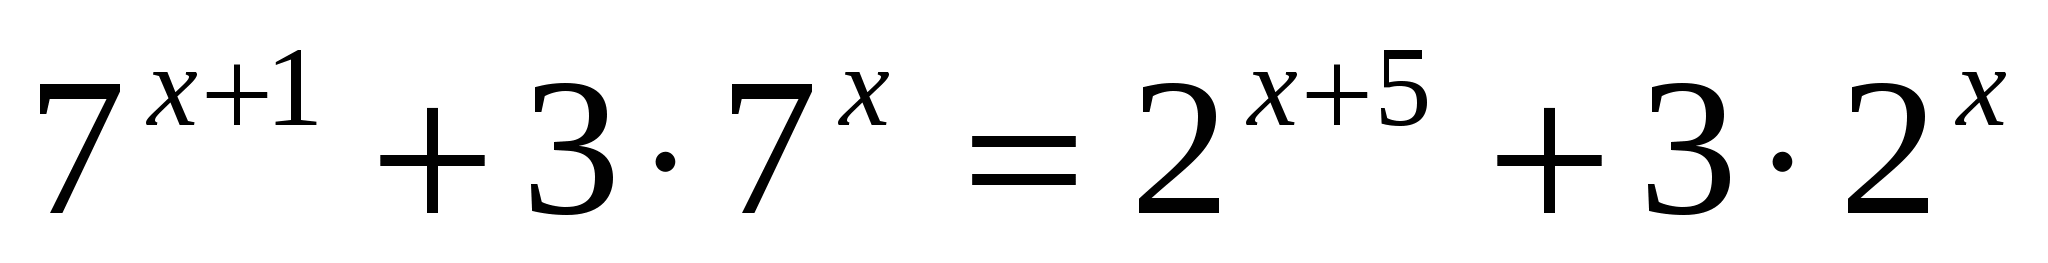 7^{x+1} + 3 · 7^x = 2^{x+5} + 3 · 2^x